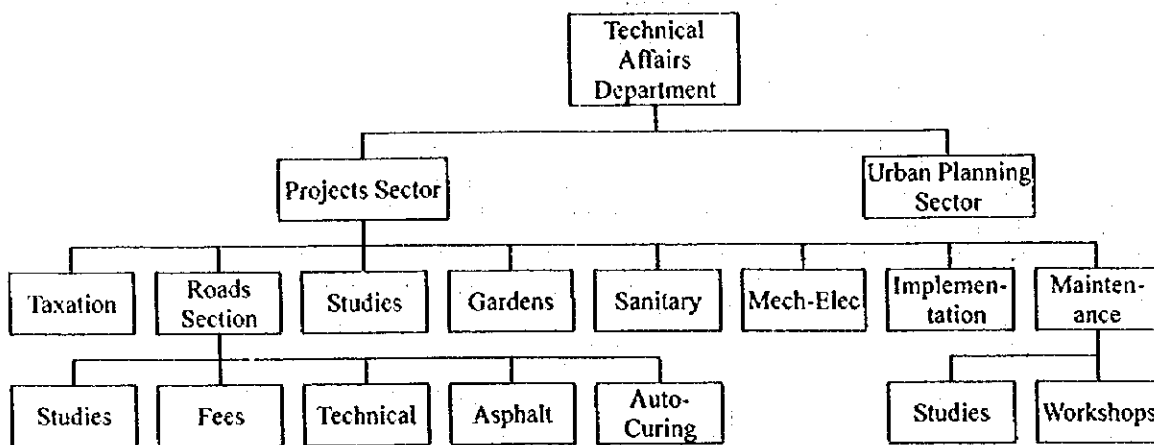 Technical
Affairs
Department
Projects Sector
Urban Planning
Sector
Taxation
Roads
Section
Studies
Gardens
Sanitary
Mech-Elec
Implemen-
tation
Mainten-
ance
Studies
Fees
Technical
Asphalt
Auto-
Curing
Studies
Workshops